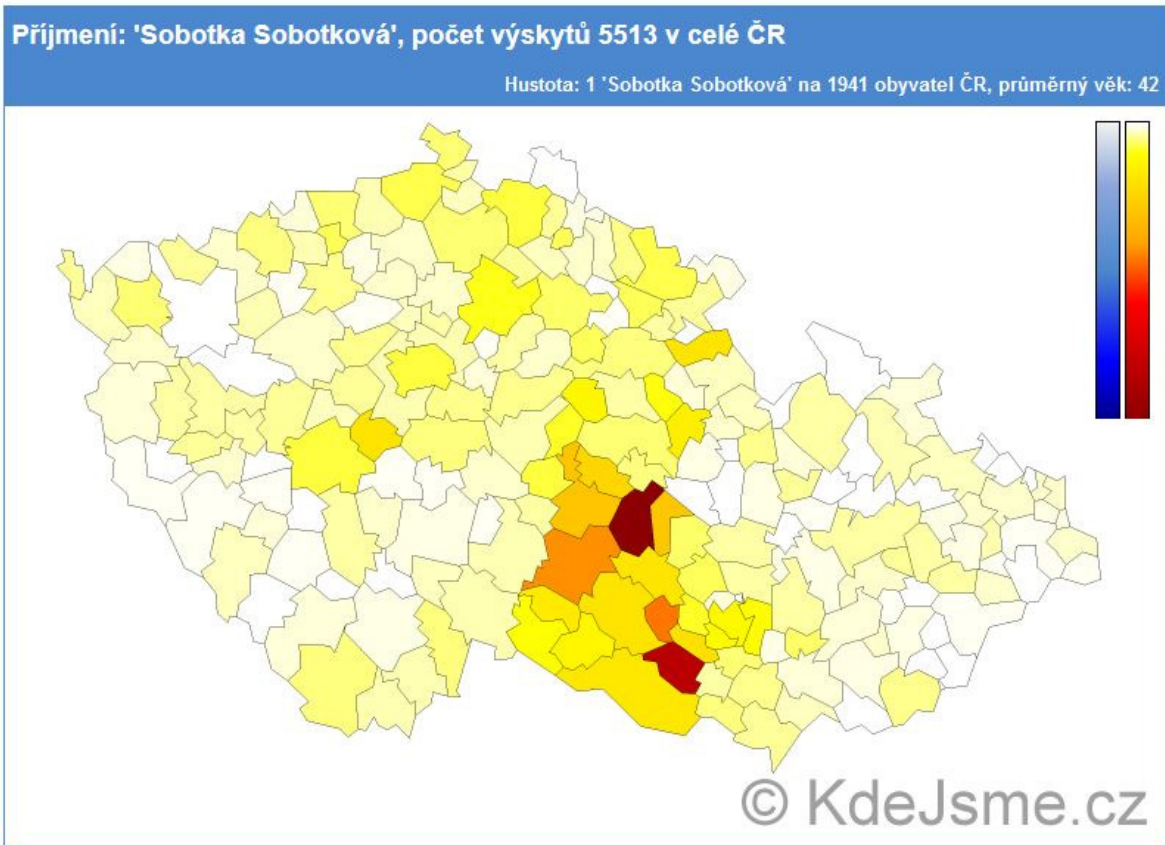 Příjmení: 'Sobotka Sobotková', počet výskytů 5513 v celé ČR
Hustota: 1 'Sobotka Sobotková' na 1941 obyvatel ČR, průměrný věk: 42
© KdeJsme.cz